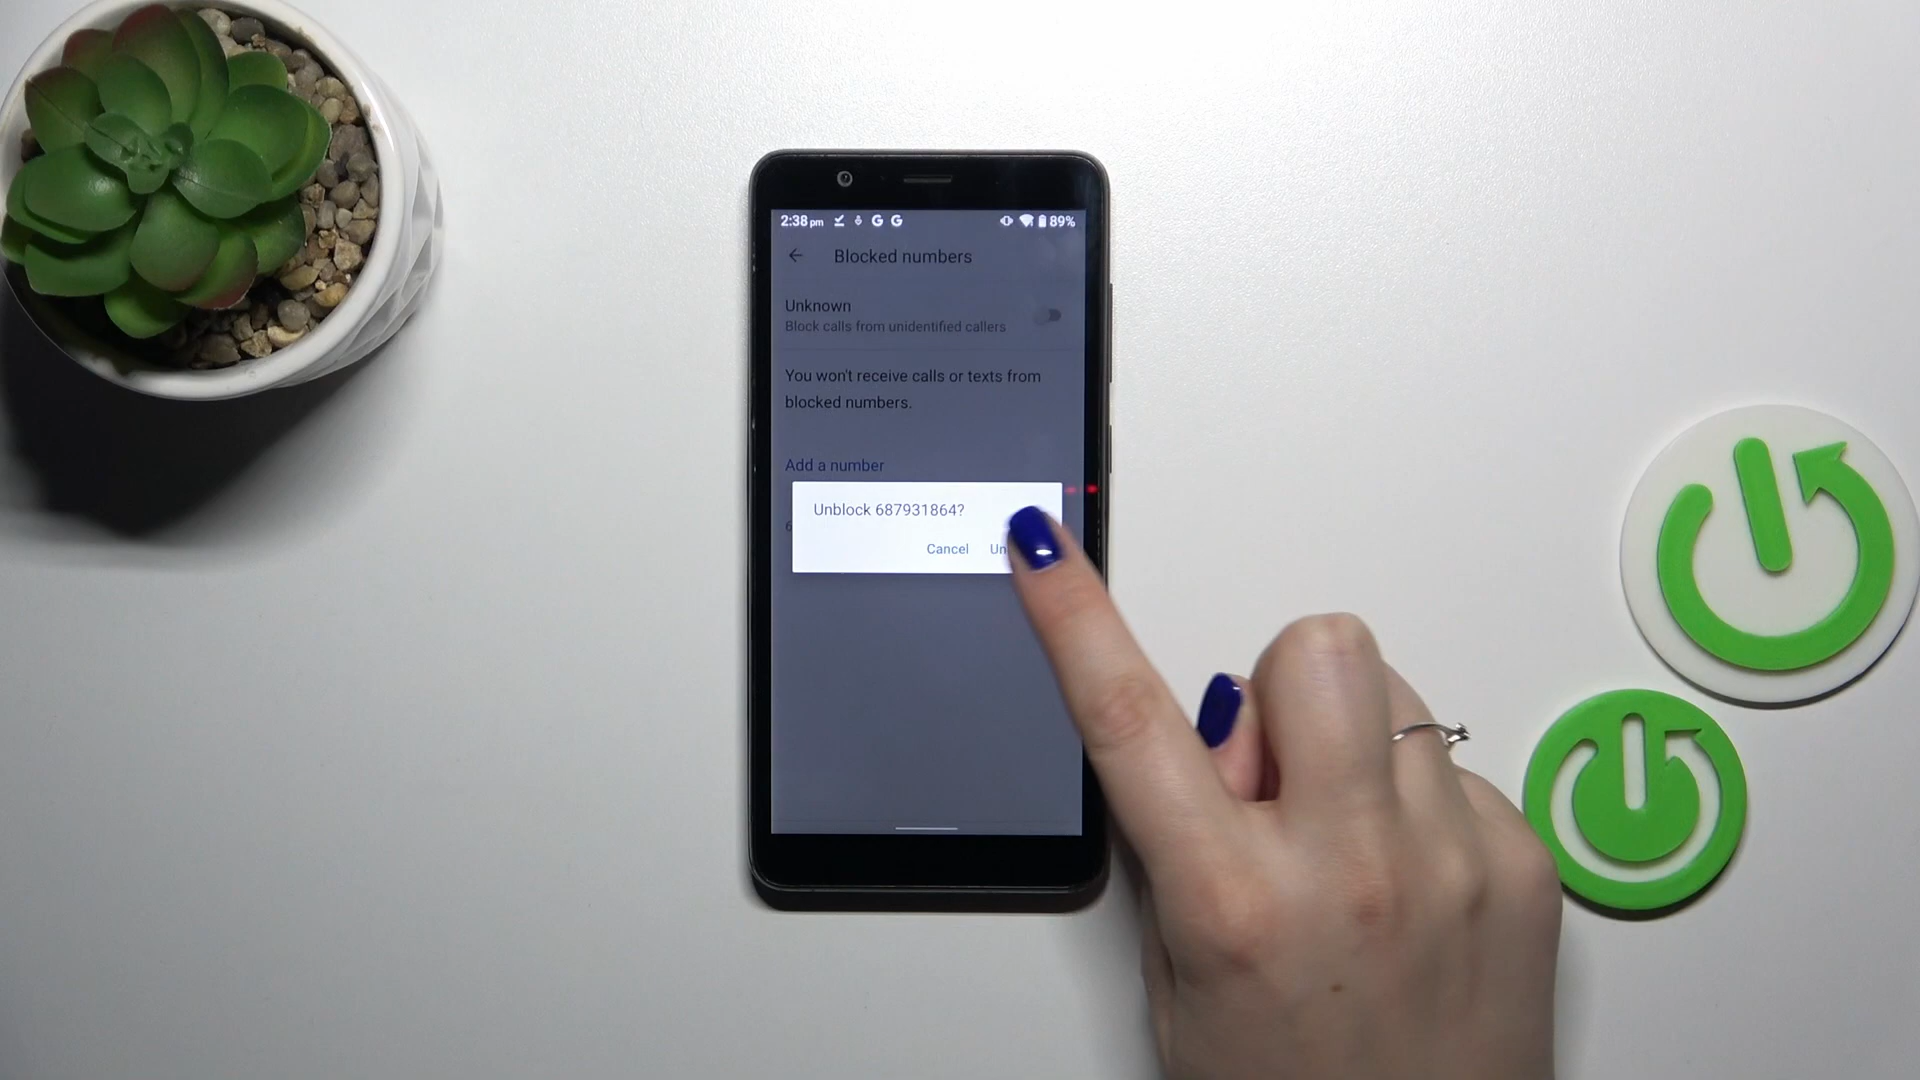 2:38 pm G G 89%
Blocked numbers
Unknown
Block calls from unidentified callers
You won't receive calls or texts from
blocked numbers.
Add a number
Unblock 687931864?
Cancel